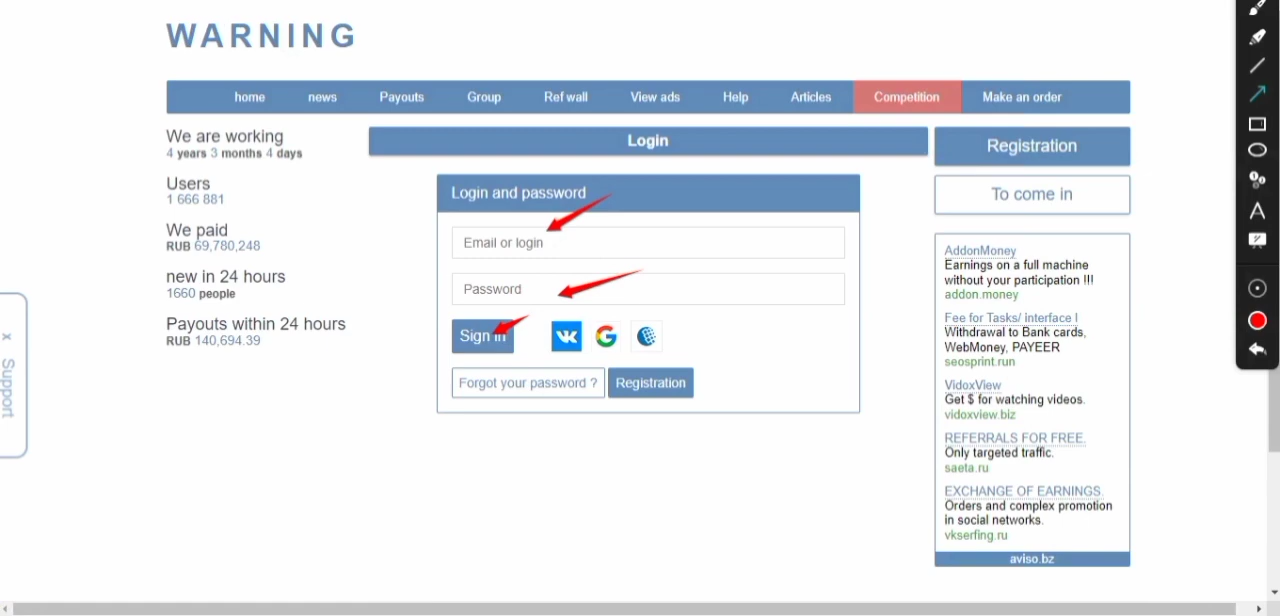 WARNING
home news Payouts Group Ref wall View ads Help Articles Competition Make an order
We are working
4 years 3 months 4 days
Users
1 666 881
We paid
RUB 69,780,248
new in 24 hours
1660 people
Payouts within 24 hours
RUB 140,694.39
x Support
Login
Login and password
Email or login
Password
Sign in
Forgot your password ? Registration
Registration
To come in
AddonMoney
Earnings on a full machine
without your participation !!!
addon.money
Fee for Tasks/ interface !
Withdrawal to Bank cards,
WebMoney, PAYEER
seosprint.run
VidoxView
Get $ for watching videos.
vidoxview.biz
REFERRALS FOR FREE.
Only targeted traffic.
saeta.ru
EXCHANGE OF EARNINGS.
Orders and complex promotion
in social networks.
vkserfing.ru
aviso.bz